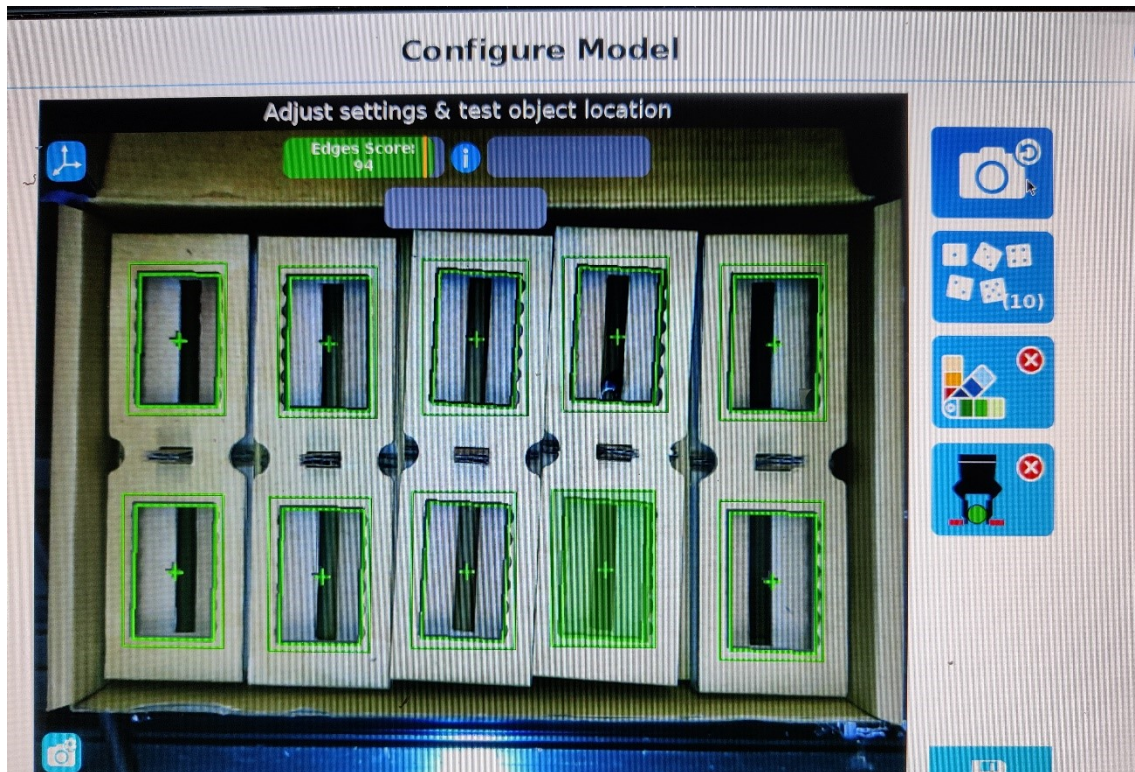 Configure Model
Adjust settings & test object location
Edges Score:
94
(10)